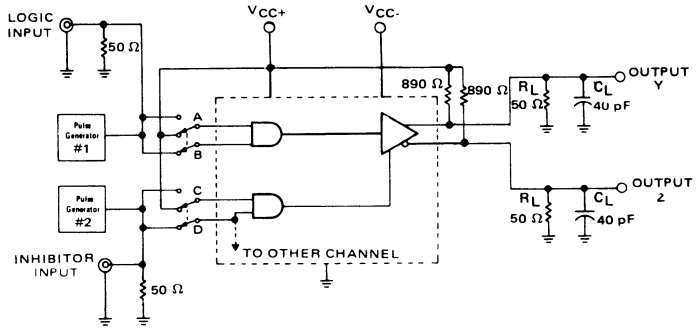 LOGIC
INPUT
50 Ω
VCC+
VCC-
890 Ω
890 Ω
RL
50 Ω
CL
40 pF
OUTPUT
Y
Pulse
Generator
#1
A
B
Pulse
Generator
#2
C
D
RL
50 Ω
CL
40 pF
OUTPUT
2
TO OTHER CHANNEL
INHIBITOR
INPUT
50 Ω